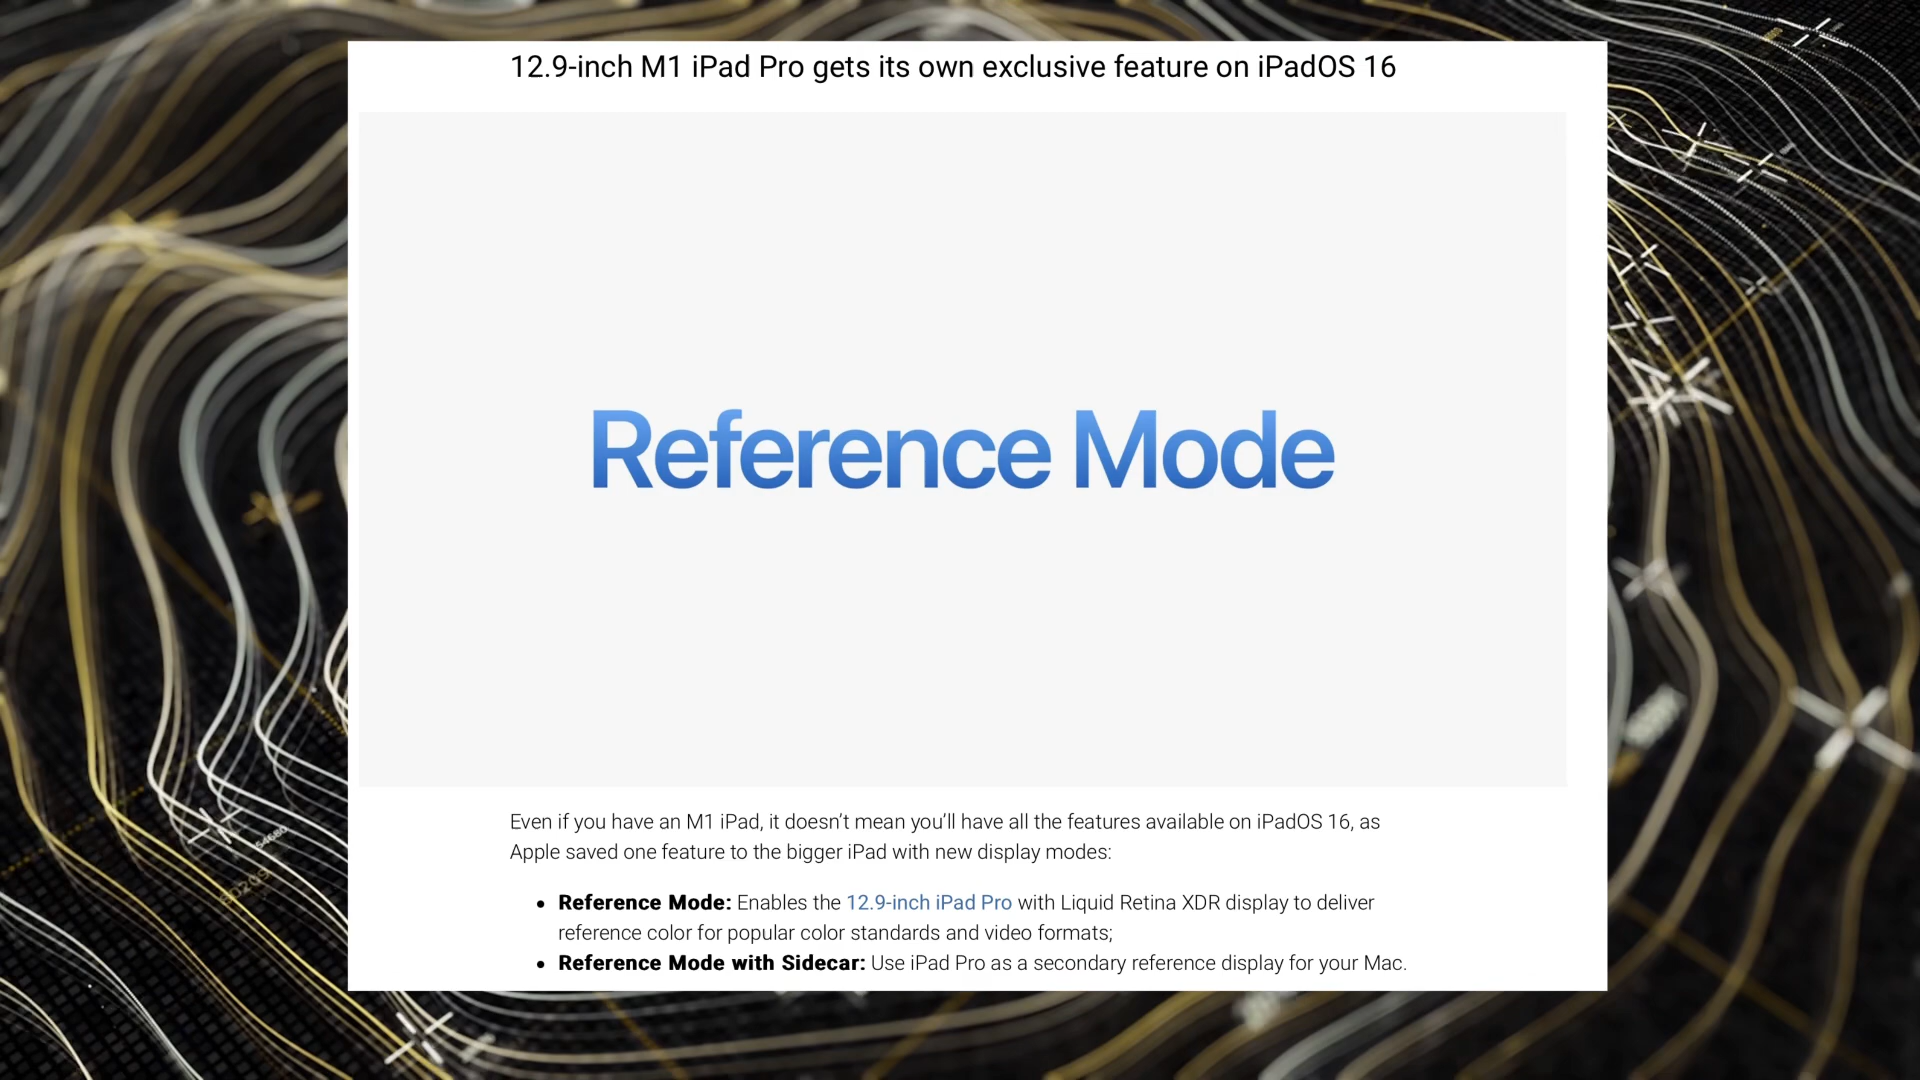 12.9-inch M1 iPad Pro gets its own exclusive feature on iPadOS 16
Reference Mode
Even if you have an M1 iPad, it doesn’t mean you’ll have all the features available on iPadOS 16, as
Apple saved one feature to the bigger iPad with new display modes:
• Reference Mode: Enables the 12.9-inch iPad Pro with Liquid Retina XDR display to deliver
reference color for popular color standards and video formats;
• Reference Mode with Sidecar: Use iPad Pro as a secondary reference display for your Mac.